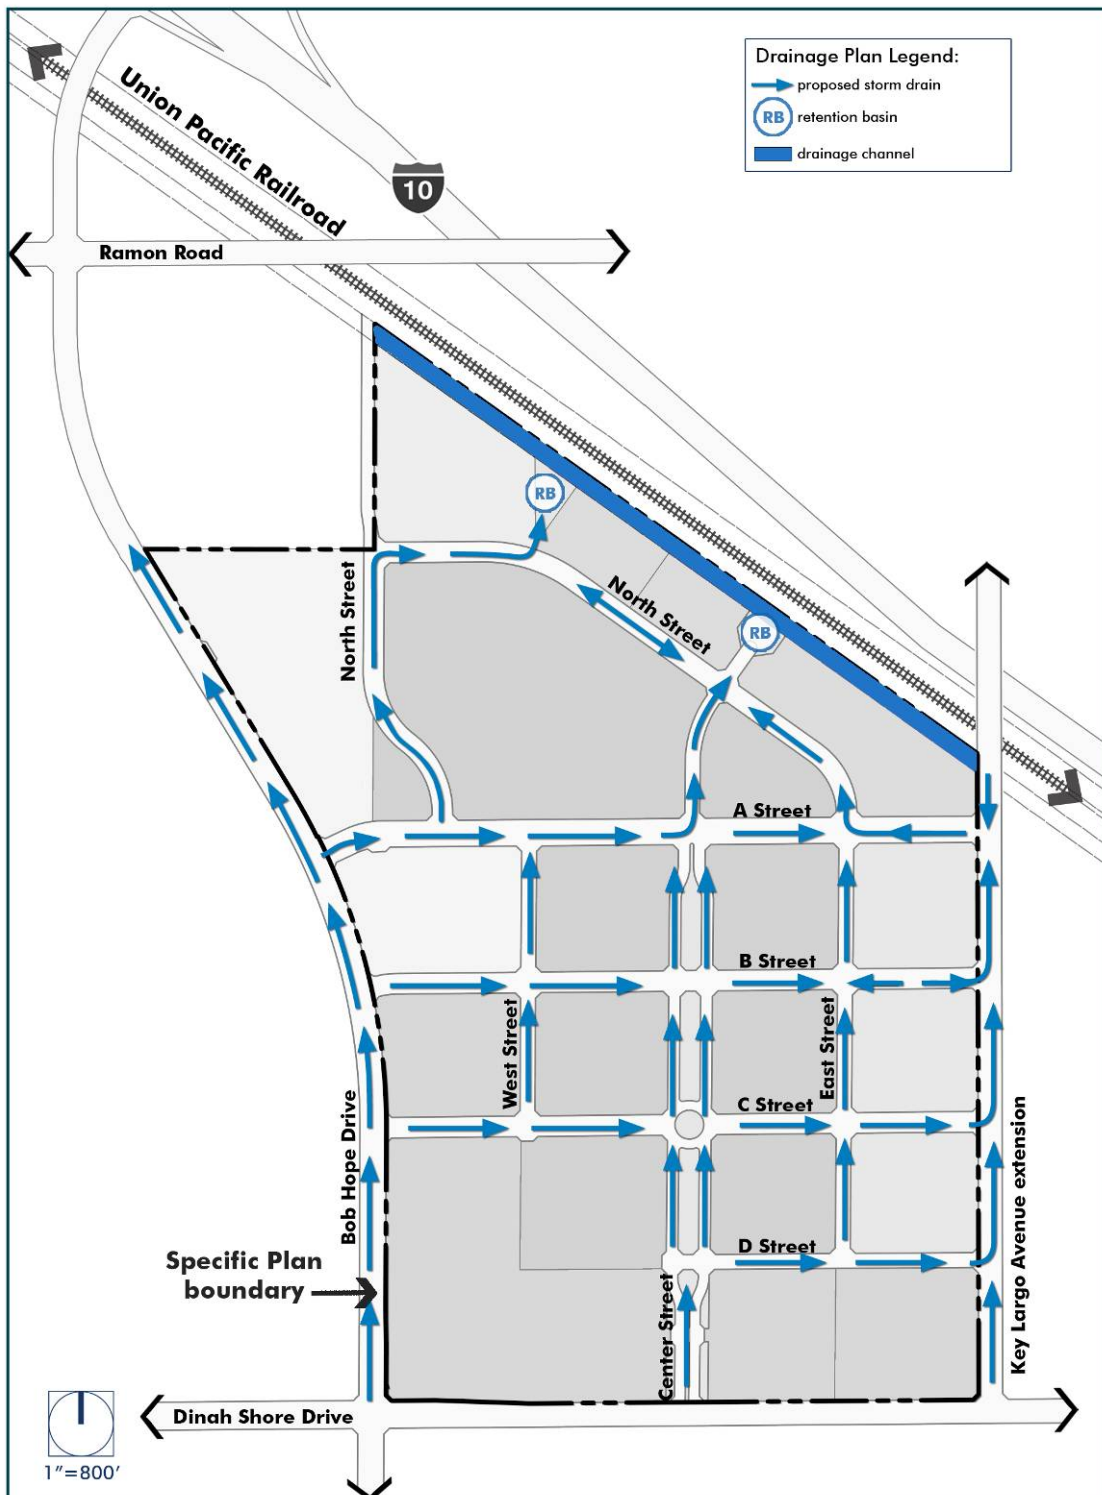 Drainage Plan Legend:
proposed storm drain
RB retention basin
drainage channel
Union Pacific Railroad
10
Ramon Road
RB
North Street
North Street
RB
A Street
B Street
West Street
East Street
C Street
Bob Hope Drive
Key Largo Avenue extension
D Street
Specific Plan
boundary
Center Street
Dinah Shore Drive
1"=800'